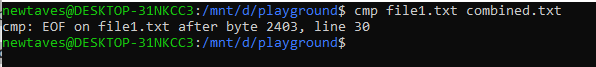 newtaves@DESKTOP-31NKCC3:/mnt/d/playground$ cmp file1.txt combined.txt
cmp: EOF on file1.txt after byte 2403, line 30
newtaves@DESKTOP-31NKCC3:/mnt/d/playground$